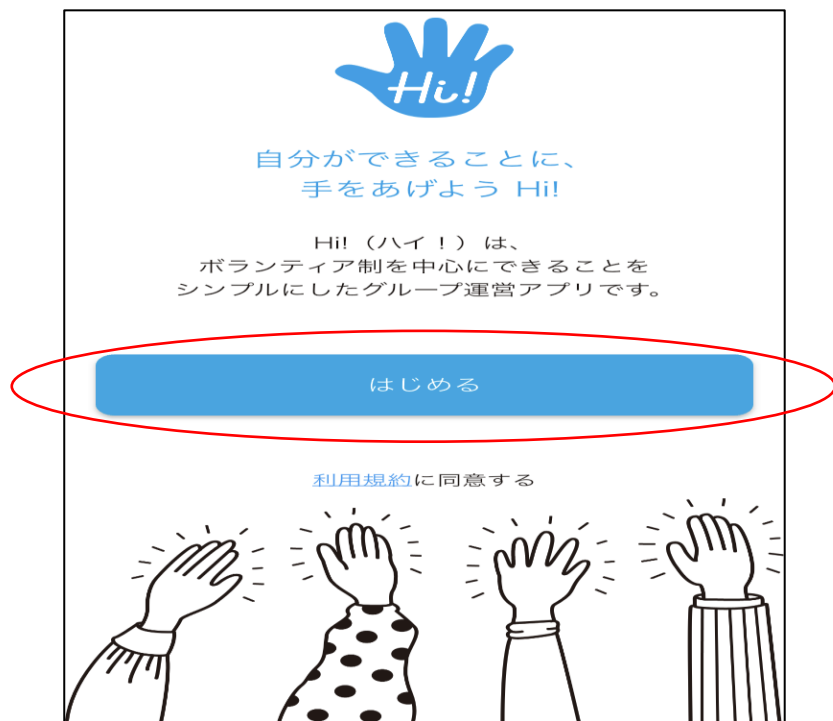 Hi!
自分ができることに、
手をあげよう Hi!
Hi!（ハイ！）は、
ボランティア制を中心にできることを
シンプルにしたグループ運営アプリです。
はじめる
利用規約に同意する